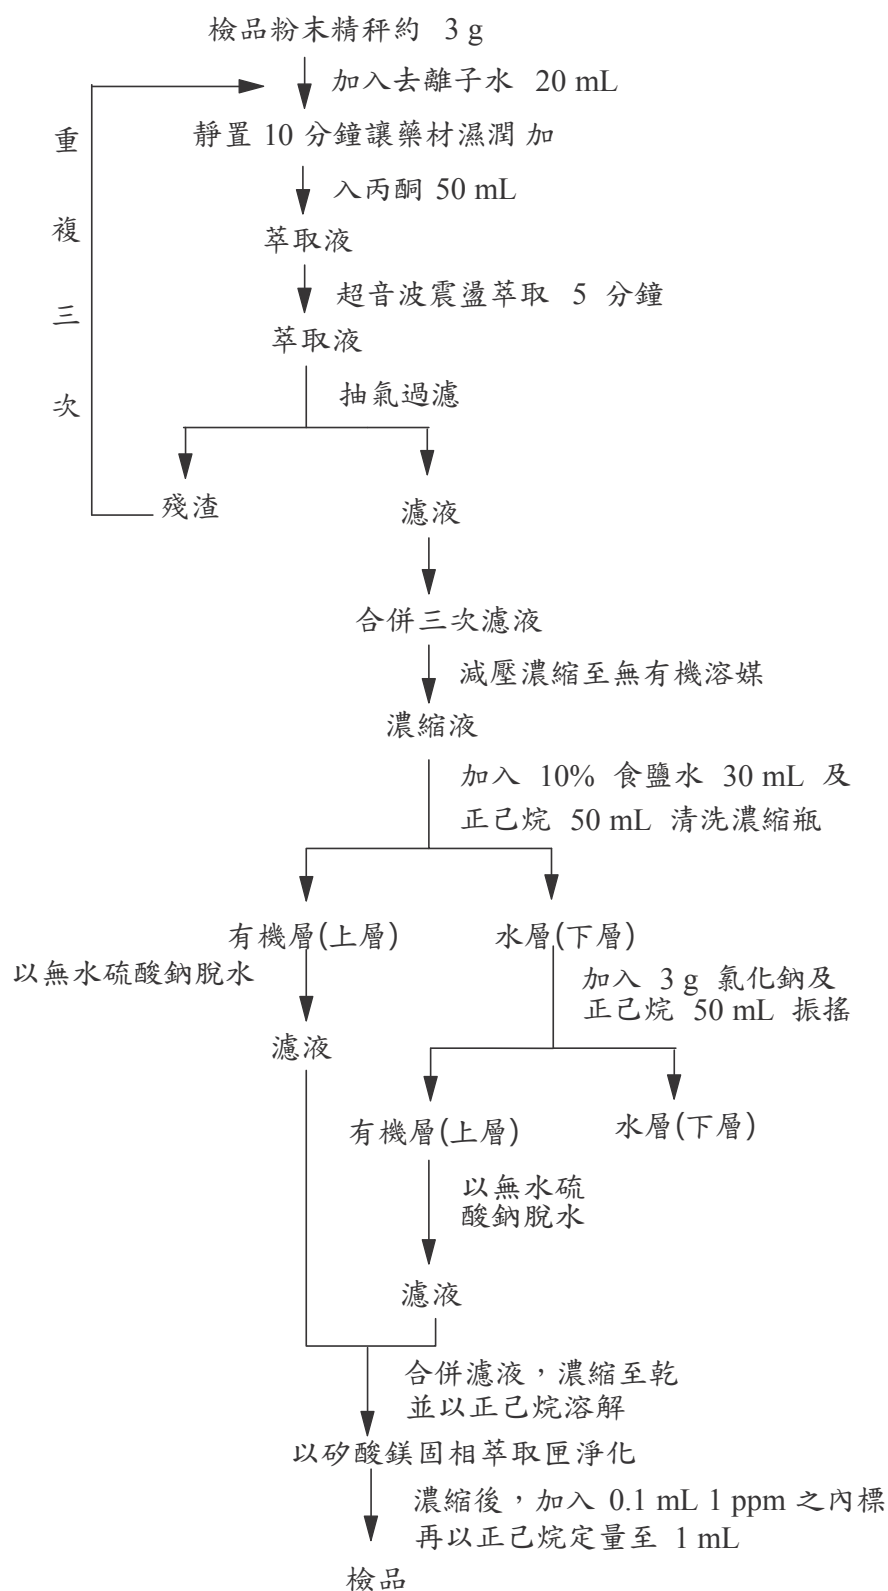 檢品粉末精秤約 3 g
加入去離子水 20 mL
重複三次
靜置 10 分鐘讓藥材濕潤 加
入丙酮 50 mL
萃取液
超音波震盪萃取 5 分鐘
萃取液
抽氣過濾
殘渣
濾液
合併三次濾液
減壓濃縮至無有機溶媒
濃縮液
加入 10% 食鹽水 30 mL 及
正己烷 50 mL 清洗濃縮瓶
有機層(上層)
水層(下層)
以無水硫酸鈉脫水
加入 3 g 氯化鈉及
正己烷 50 mL 振搖
濾液
有機層(上層)
水層(下層)
以無水硫
酸鈉脫水
濾液
合併濾液，濃縮至乾
並以正己烷溶解
以矽酸鎂固相萃取匣淨化
濃縮後，加入 0.1 mL 1 ppm 之內標
再以正己烷定量至 1 mL
檢品